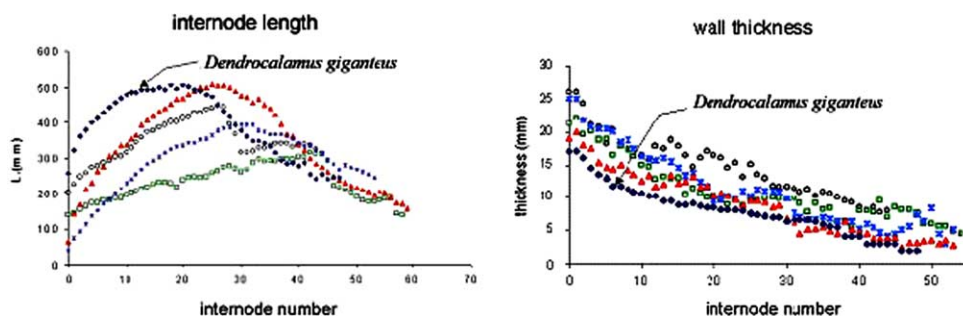 internode length
600
500
400
300
200
100
0
L (mm)
Dendrocalamus giganteus
0 10 20 30 40 50 60 70
internode number
wall thickness
30
25
20
15
10
5
0
thickness (mm)
Dendrocalamus giganteus
0 10 20 30 40 50
internode number